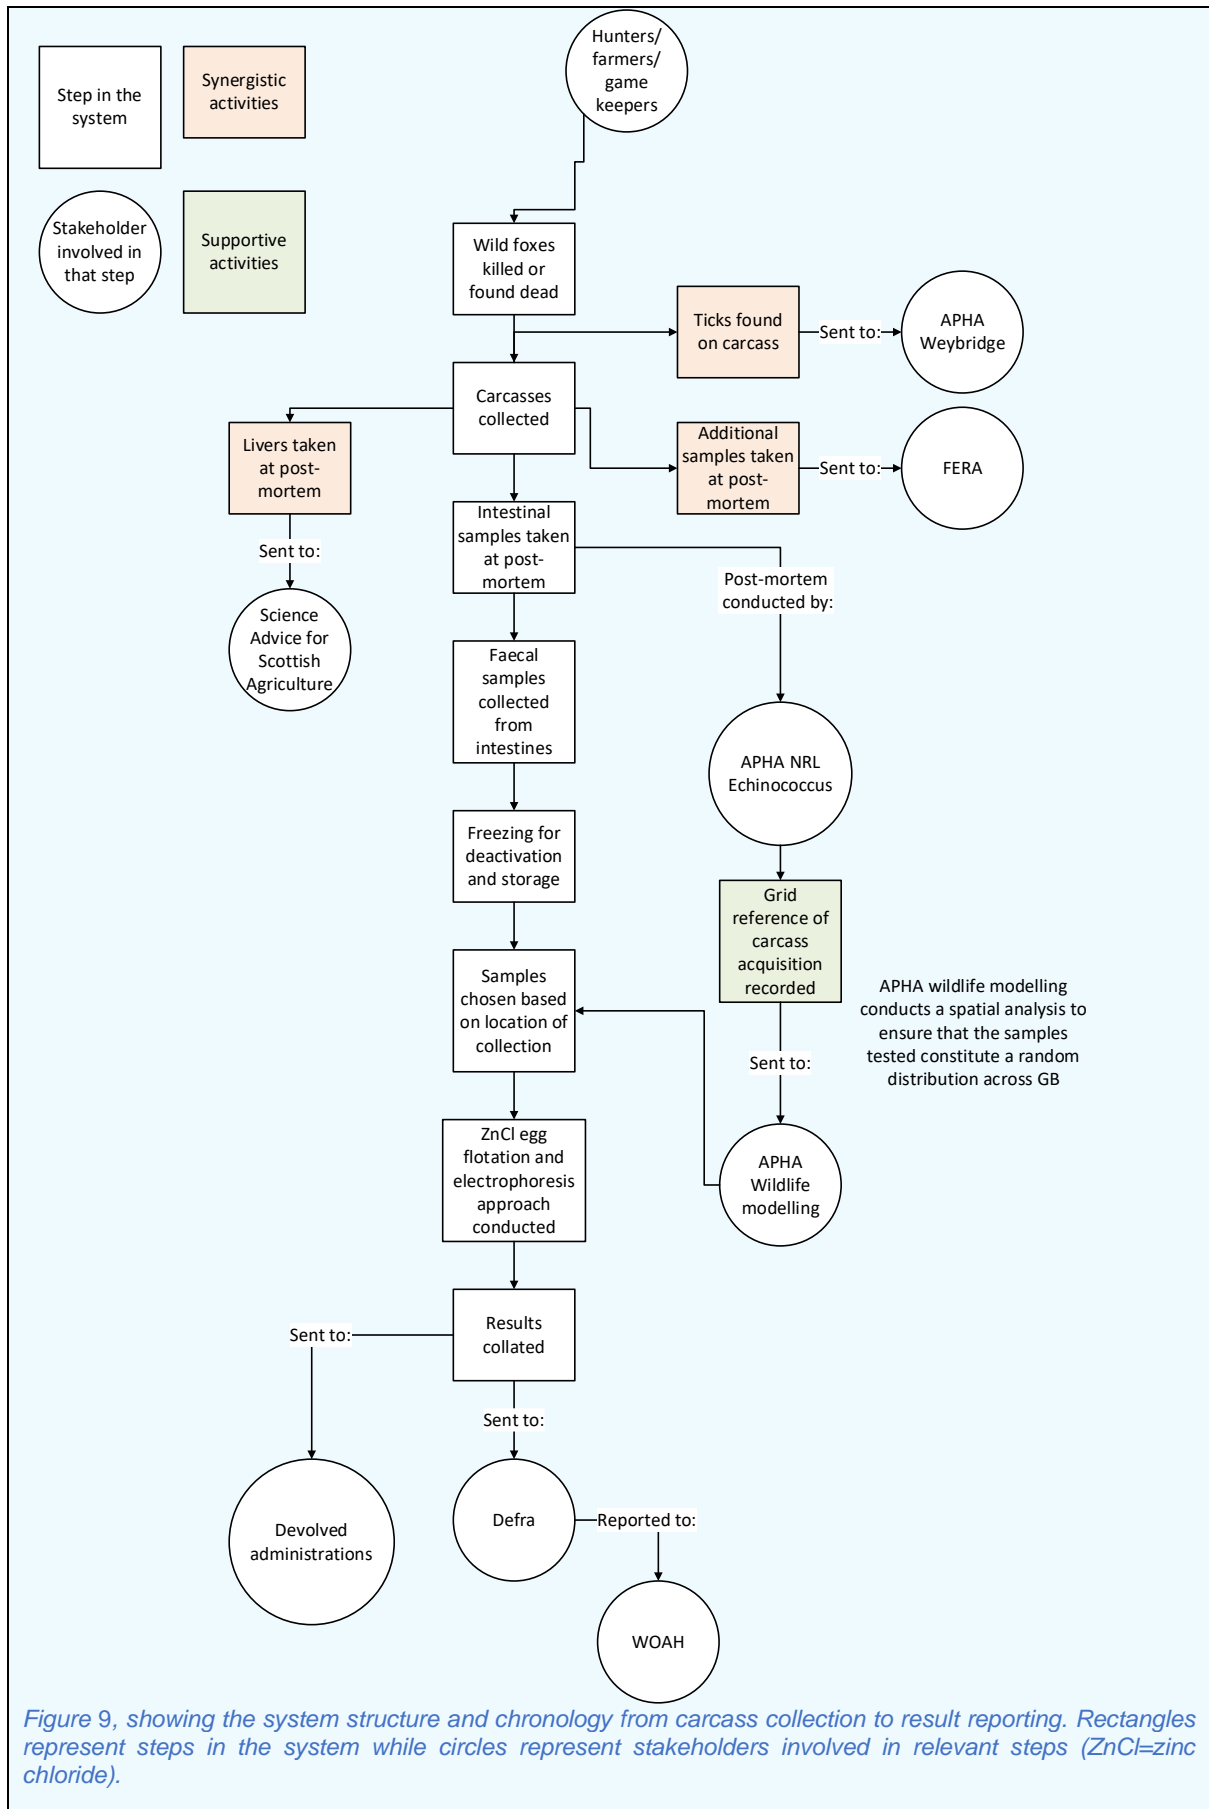 Hunters/
farmers/
game
keepers
Step in the
system
Synergistic
activities
Stakeholder
involved in
that step
Supportive
activities
Wild foxes
killed or
found dead
Ticks found
on carcass
Sent to:
APHA
Weybridge
Carcasses
collected
Livers taken
at post-
mortem
Additional
samples taken
at post-
mortem
Sent to:
FERA
Sent to:
Science
Advice for
Scottish
Agriculture
Intestinal
samples taken
at post-
mortem
Post-mortem
conducted by:
Faecal
samples
collected
from
intestines
APHA NRL
Echinococcus
Freezing for
deactivation
and storage
Grid
reference of
carcass
acquisition
recorded
Samples
chosen based
on location of
collection
APHA wildlife modelling
conducts a spatial analysis to
ensure that the samples
tested constitute a random
distribution across GB
Sent to:
ZnCl egg
flotation and
electrophoresis
approach
conducted
APHA
Wildlife
modelling
Results
collated
Sent to:
Sent to:
Devolved
administrations
Defra
Reported to:
WOAH
Figure 9, showing the system structure and chronology from carcass collection to result reporting. Rectangles
represent steps in the system while circles represent stakeholders involved in relevant steps (ZnCl=zinc
chloride).